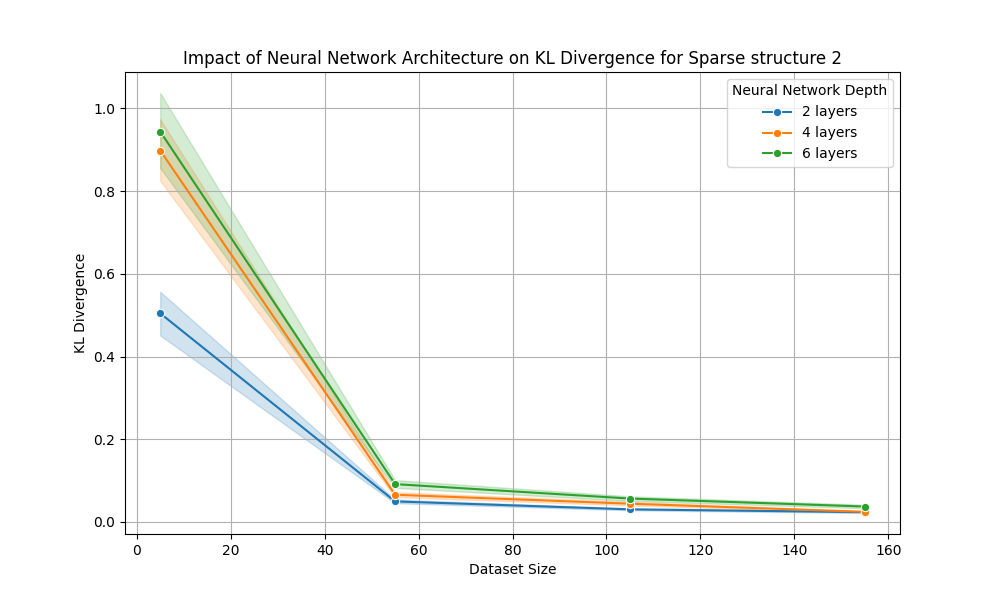 Impact of Neural Network Architecture on KL Divergence for Sparse structure 2
Neural Network Depth
2 layers
4 layers
6 layers
KL Divergence
1.0
0.8
0.6
0.4
0.2
0.0
0 20 40 60 80 100 120 140 160
Dataset Size